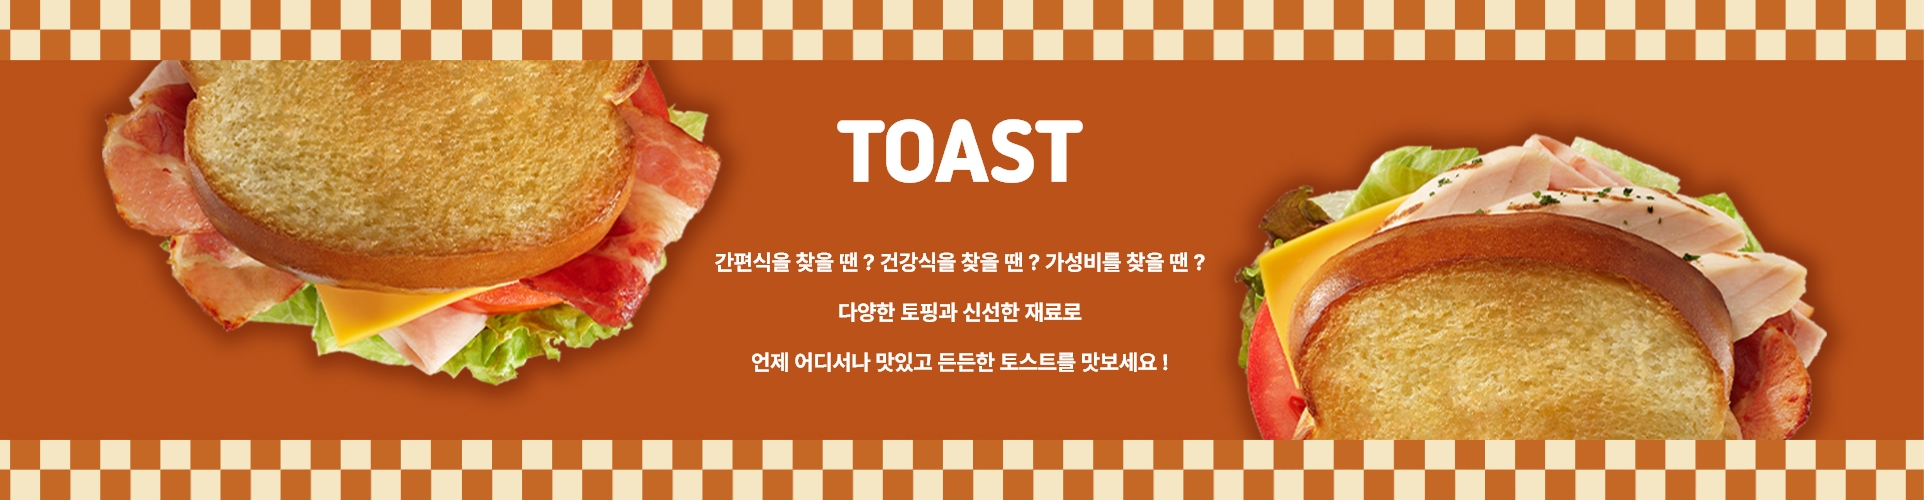 TOAST
간편식을 찾을 땐 ? 건강식을 찾을 땐 ? 가성비를 찾을 땐 ?
다양한 토핑과 신선한 재료로
언제 어디서나 맛있고 든든한 토스트를 맛보세요 !